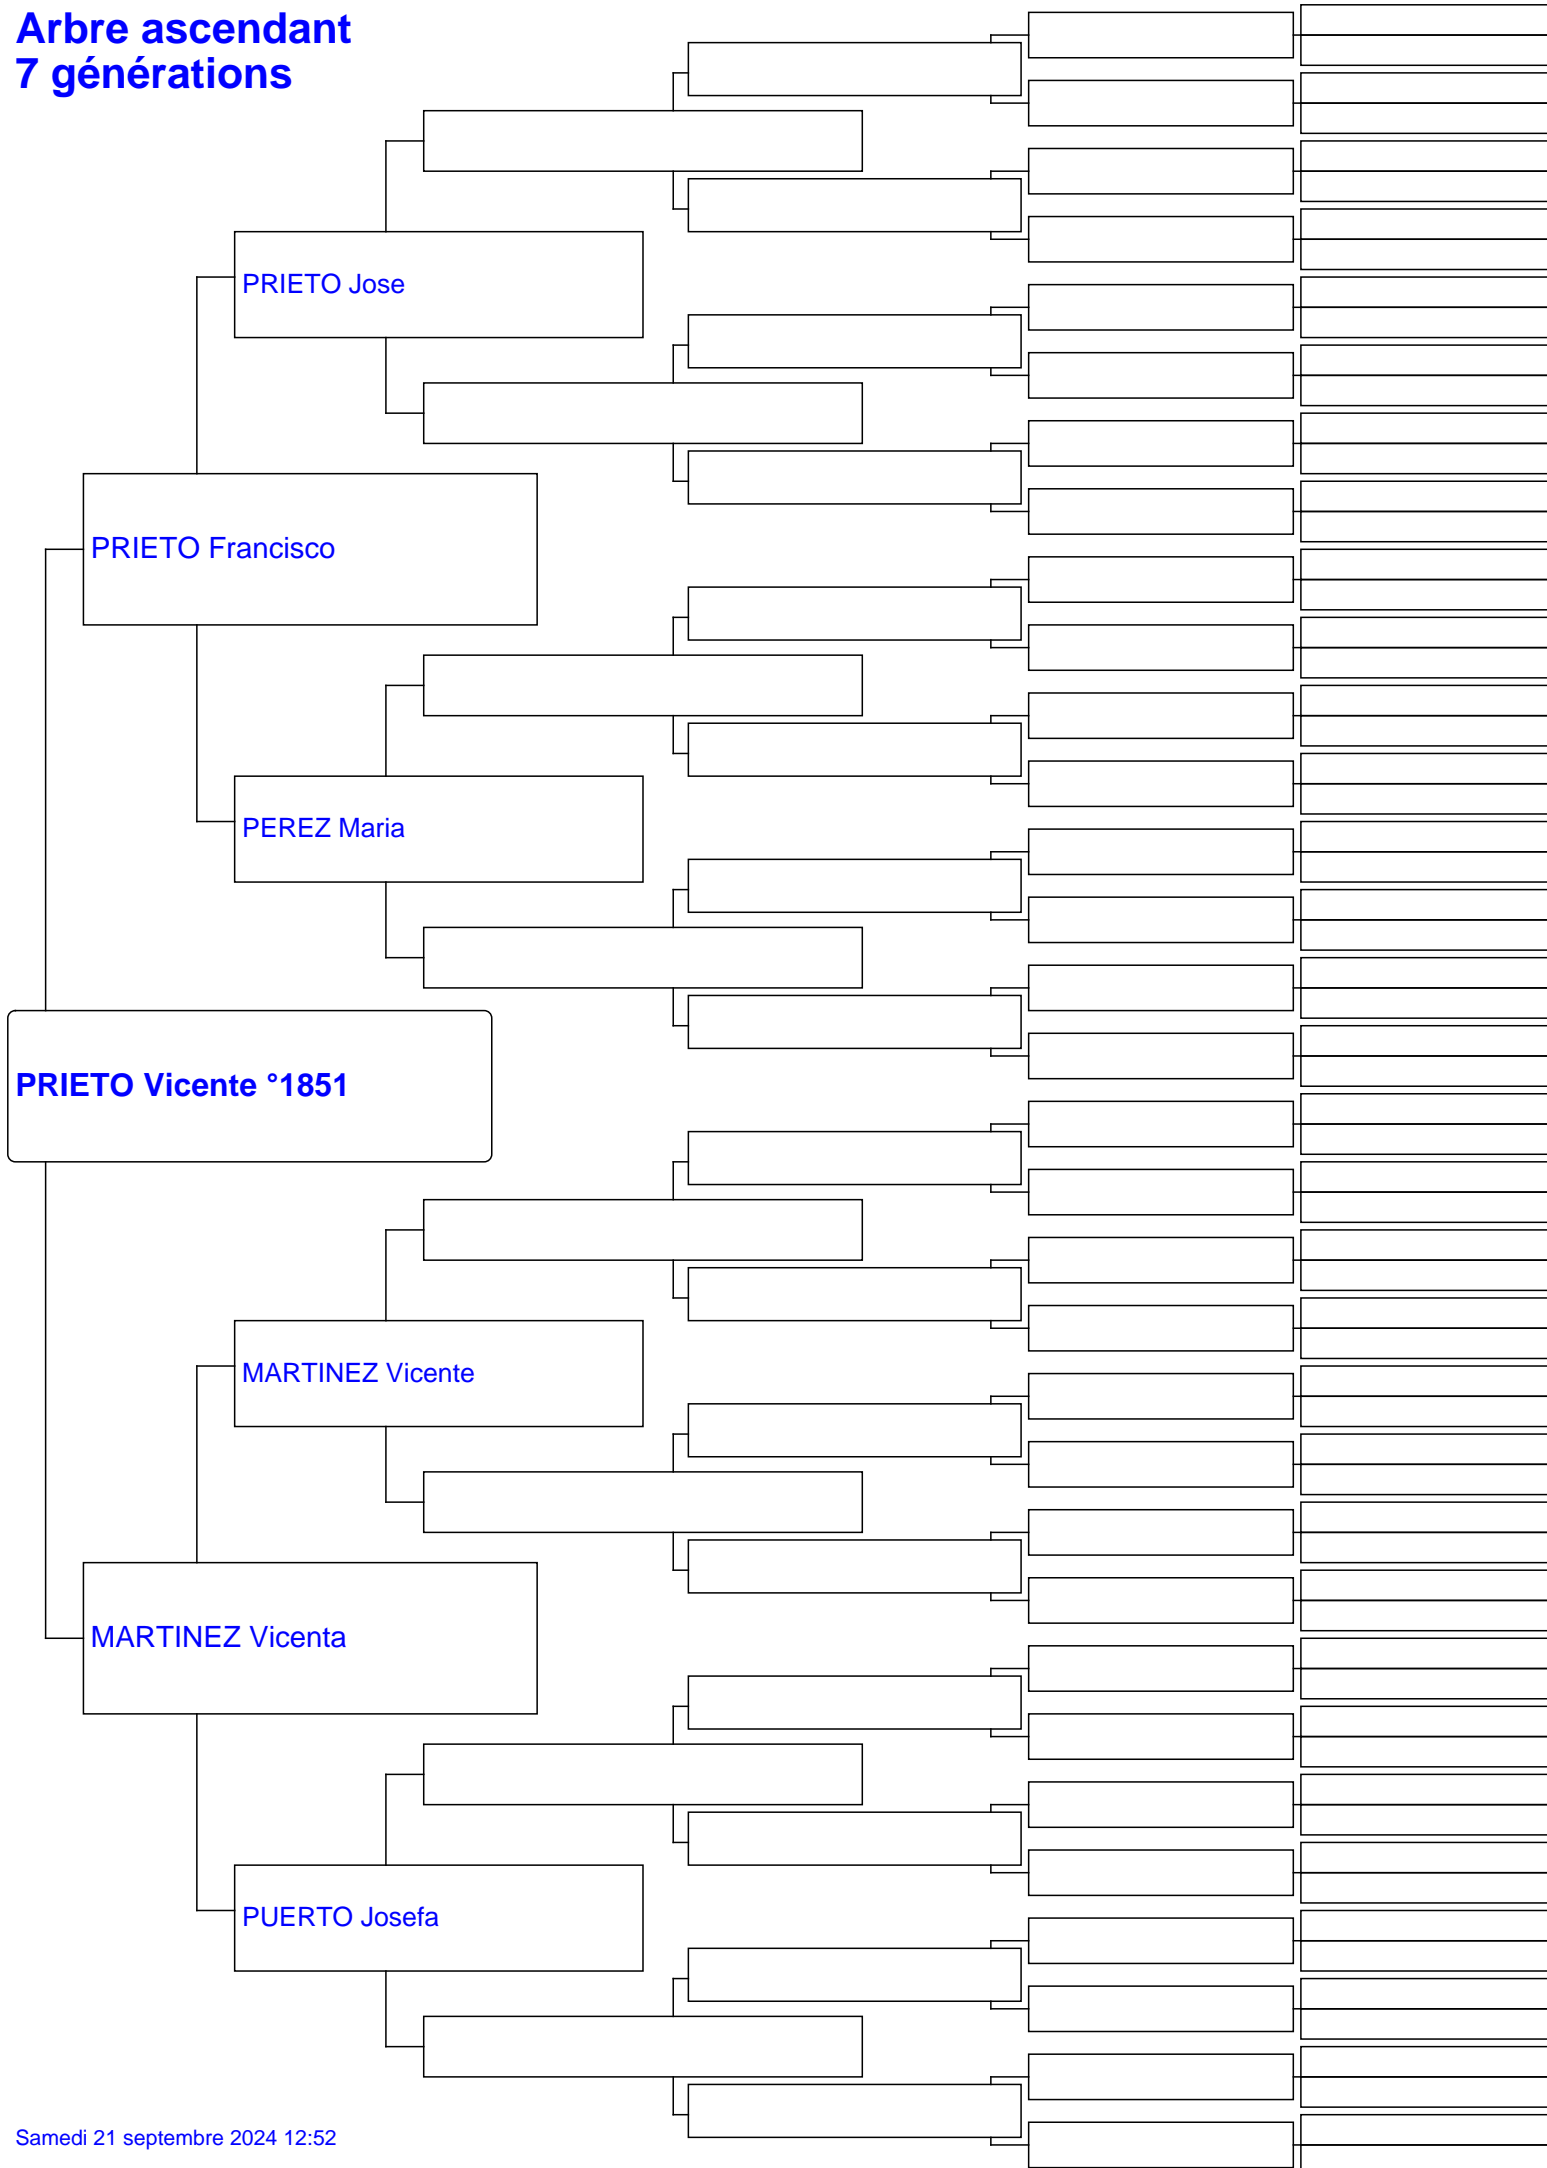 Arbre ascendant
7 générations
PRIETO Jose
PRIETO Francisco
PEREZ Maria
PRIETO Vicente °1851
MARTINEZ Vicente
MARTINEZ Vicenta
PUERTO Josefa
Samedi 21 septembre 2024 12:52